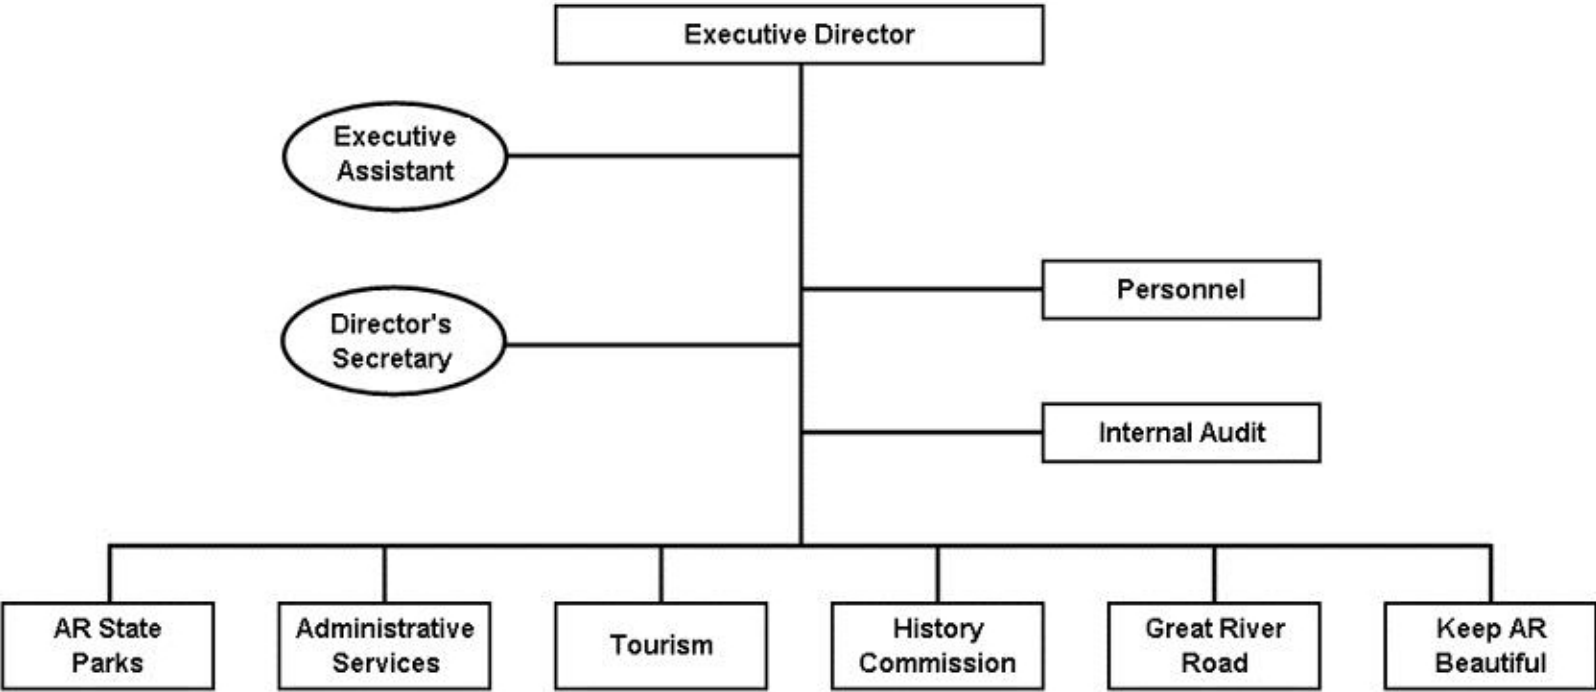 Executive Director
Executive
Assistant
Personnel
Director's
Secretary
Internal Audit
AR State
Parks
Administrative
Services
Tourism
History
Commission
Great River
Road
Keep AR
Beautiful